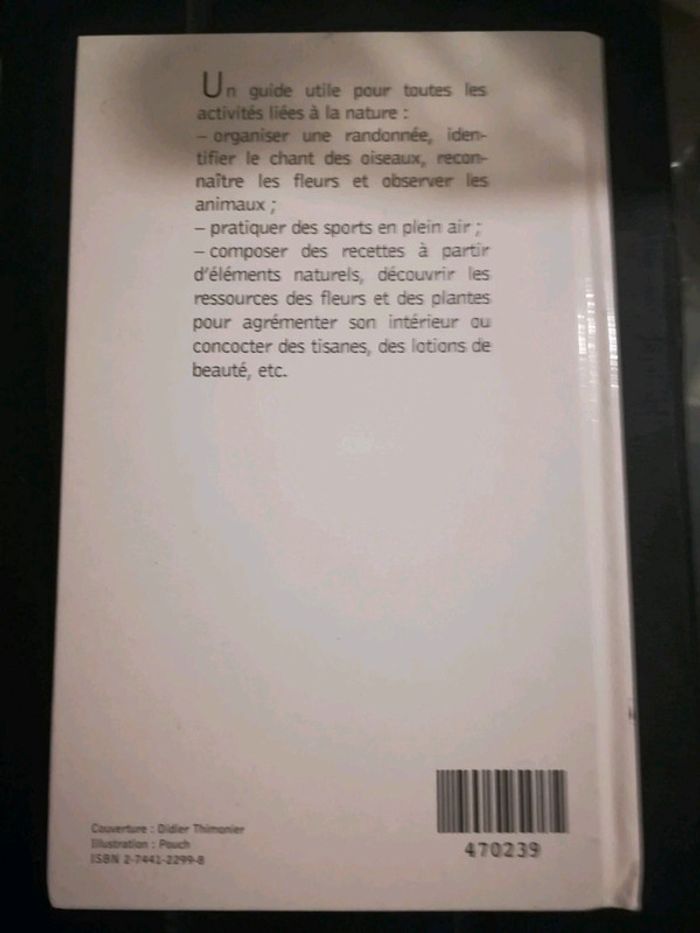 Un guide utile pour toutes les
activités liées à la nature :
– organiser une randonnée, iden-
tifier le chant des oiseaux, recon-
naître les fleurs et observer les
animaux ;
– pratiquer des sports en plein air ;
– composer des recettes à partir
d'éléments naturels, découvrir les
ressources des fleurs et des plantes
pour agrémenter son intérieur ou
concocter des tisanes, des lotions de
beauté, etc.
Couverture : Didier Thimonier
Illustration : Pouch
ISBN 2-7441-2299-8
470239